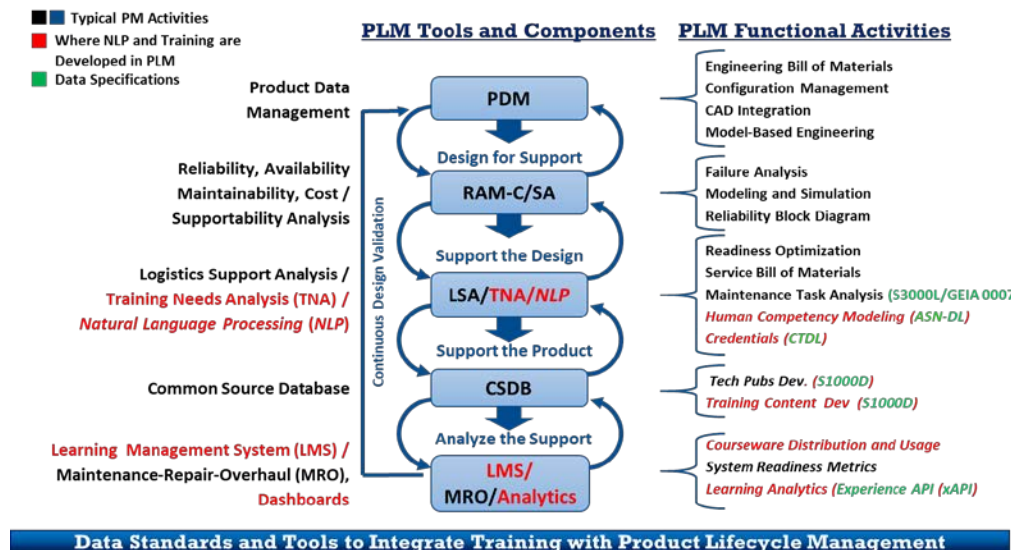 Typical PM Activities
Where NLP and Training are
Developed in PLM
Data Specifications
PLM Tools and Components
PLM Functional Activities
Product Data
Management
PDM
Engineering Bill of Materials
Configuration Management
CAD Integration
Model-Based Engineering
Design for Support
Reliability, Availability
Maintainability, Cost /
Supportability Analysis
RAM-C/SA
Failure Analysis
Modeling and Simulation
Reliability Block Diagram
Continuous Design Validation
Support the Design
Logistics Support Analysis /
Training Needs Analysis (TNA) /
Natural Language Processing (NLP)
LSA/TNA/NLP
Readiness Optimization
Service Bill of Materials
Maintenance Task Analysis (S3000L/GEIA 0007
Human Competency Modeling (ASN-DL)
Credentials (CTDL)
Support the Product
Common Source Database
CSDB
Tech Pubs Dev. (S1000D)
Training Content Dev (S1000D)
Analyze the Support
Learning Management System (LMS) /
Maintenance-Repair-Overhaul (MRO),
Dashboards
LMS/
MRO/Analytics
Courseware Distribution and Usage
System Readiness Metrics
Learning Analytics (Experience API (xAPI)
Data Standards and Tools to Integrate Training with Product Lifecycle Management